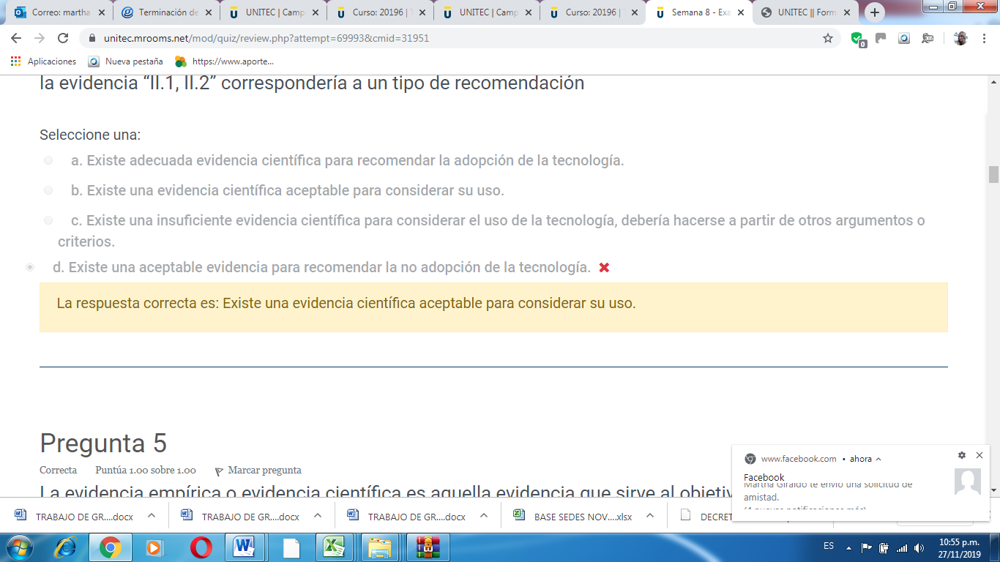 Correo: martha
Terminación de
UNITEC | Camp
Curso: 20196 | T
UNITEC | Camp
Curso: 20196 | T
Semana 8 - Exa
UNITEC || Form
unitec.mrooms.net/mod/quiz/review.php?attempt=69993&cmid=31951
0
Aplicaciones
Nueva pestaña
https://www.aporte...
la evidencia “II.1, II.2” correspondería a un tipo de recomendación
Seleccione una:
a. Existe adecuada evidencia científica para recomendar la adopción de la tecnología.
b. Existe una evidencia científica aceptable para considerar su uso.
c. Existe una insuficiente evidencia científica para considerar el uso de la tecnología, debería hacerse a partir de otros argumentos o
criterios.
d. Existe una aceptable evidencia para recomendar la no adopción de la tecnología.
La respuesta correcta es: Existe una evidencia científica aceptable para considerar su uso.
Pregunta 5
Correcta Puntúa 1.00 sobre 1.00 Marcar pregunta
La evidencia empírica o evidencia científica es aquella evidencia que sirve al objetiv
www.facebook.com • ahora
Facebook
Martha Giraldo te envió una solicitud de
amistad.
(4 nuevas notificaciones más)
TRABAJO DE GR....docx
TRABAJO DE GR....docx
TRABAJO DE GR....docx
BASE SEDES NOV....xlsx
DECRET
ES
10:55 p.m.
27/11/2019